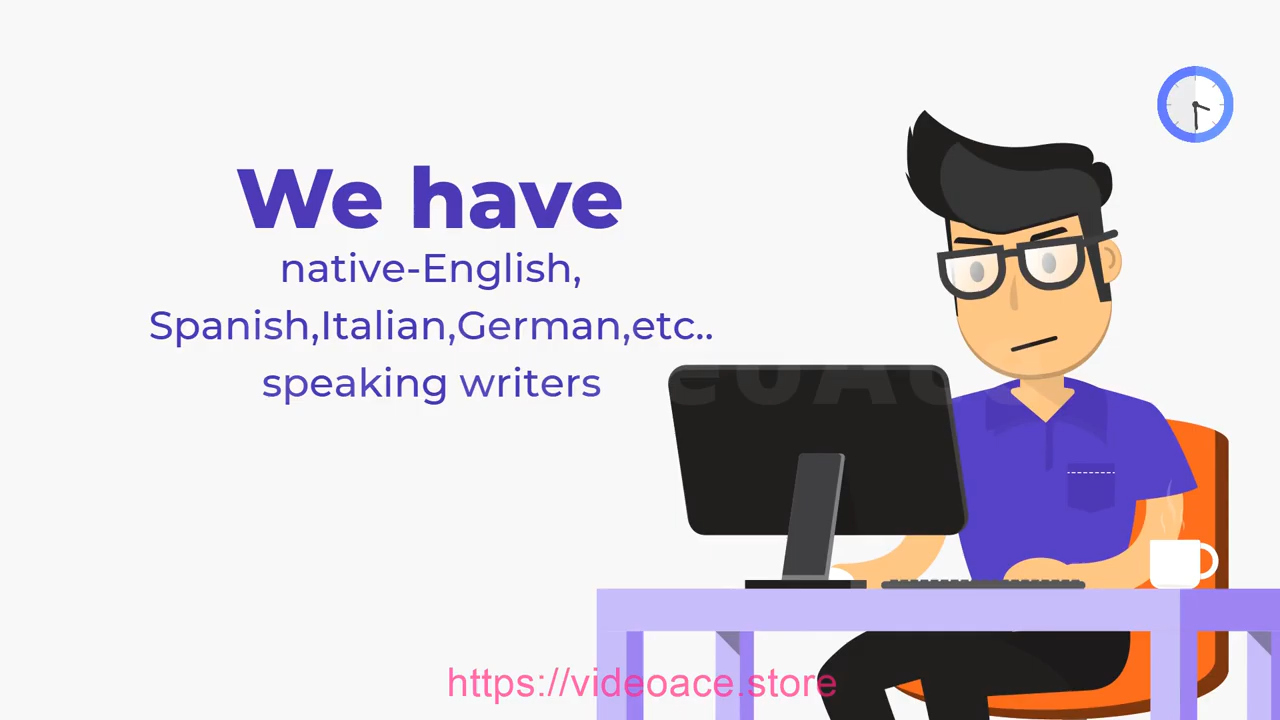 We have
native-English,
Spanish,Italian,German,etc..
speaking writers
https://videoace.store